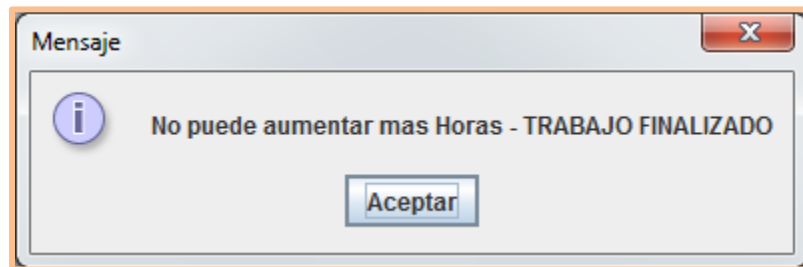 Mensaje
No puede aumentar mas Horas - TRABAJO FINALIZADO
Aceptar